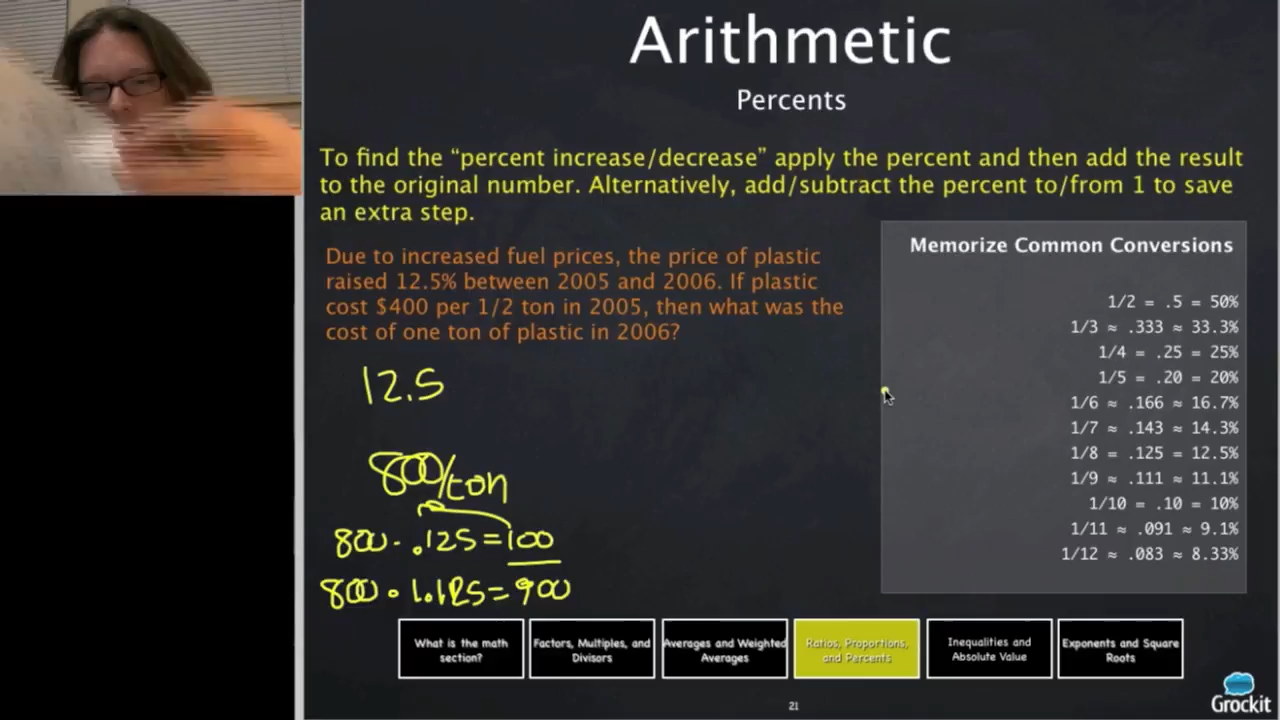 Arithmetic
Percents
To find the “percent increase/decrease” apply the percent and then add the result
to the original number. Alternatively, add/subtract the percent to/from 1 to save
an extra step.
Due to increased fuel prices, the price of plastic
raised 12.5% between 2005 and 2006. If plastic
cost $400 per 1/2 ton in 2005, then what was the
cost of one ton of plastic in 2006?
12.5
800/ton
800 · .125 = 100
800 · 1.125 = 900
Memorize Common Conversions
1/2 = .5 = 50%
1/3 ≈ .333 ≈ 33.3%
1/4 = .25 = 25%
1/5 = .20 = 20%
1/6 ≈ .166 ≈ 16.7%
1/7 ≈ .143 ≈ 14.3%
1/8 = .125 = 12.5%
1/9 ≈ .111 ≈ 11.1%
1/10 = .10 = 10%
1/11 ≈ .091 ≈ 9.1%
1/12 ≈ .083 ≈ 8.33%
What is the math
section?
Factors, Multiples, and
Divisors
Averages and Weighted
Averages
Ratios, Proportions,
and Percents
Inequalities and
Absolute Value
Exponents and Square
Roots
21
Grockit